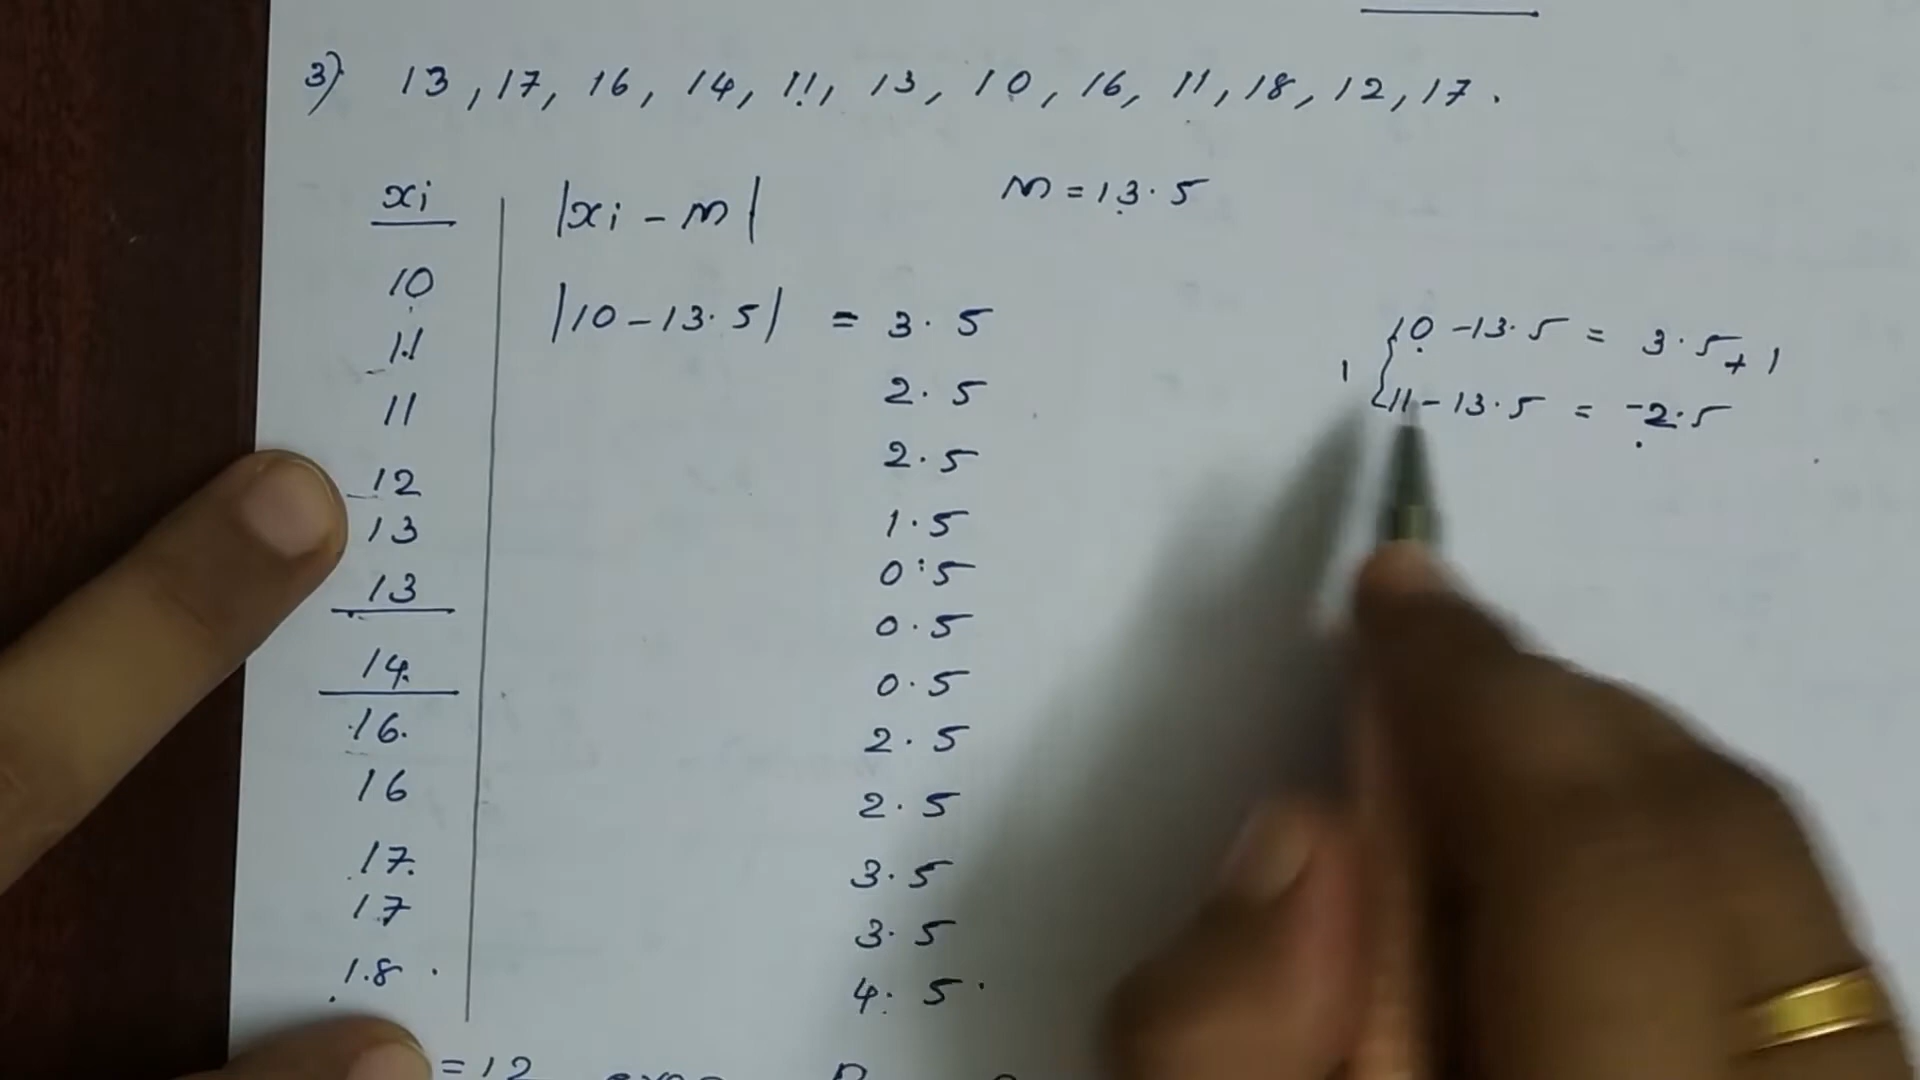 3) 13, 17, 16, 14, 11, 13, 10, 16, 11, 18, 12, 17.
xi |xi - m| m = 13.5
10 |10 - 13.5| = 3.5
11 2.5
11 2.5
12 1.5
13 0.5
13 0.5
14 0.5
16 2.5
16 2.5
17 3.5
17 3.5
18 4.5
10 - 13.5 = 3.5 + 1
1
11 - 13.5 = -2.5
= 12